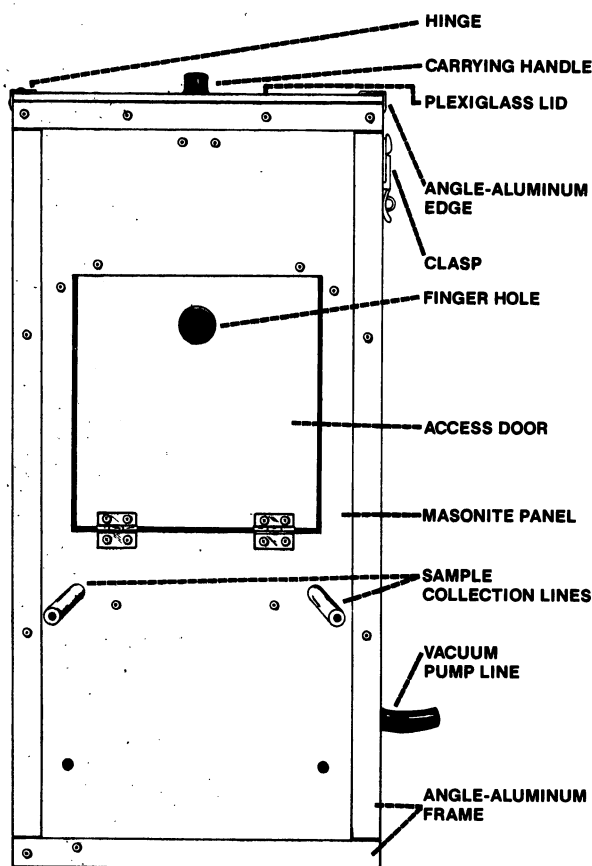 HINGE
CARRYING HANDLE
PLEXIGLASS LID
ANGLE-ALUMINUM
EDGE
CLASP
FINGER HOLE
ACCESS DOOR
MASONITE PANEL
SAMPLE
COLLECTION LINES
VACUUM
PUMP LINE
ANGLE-ALUMINUM
FRAME